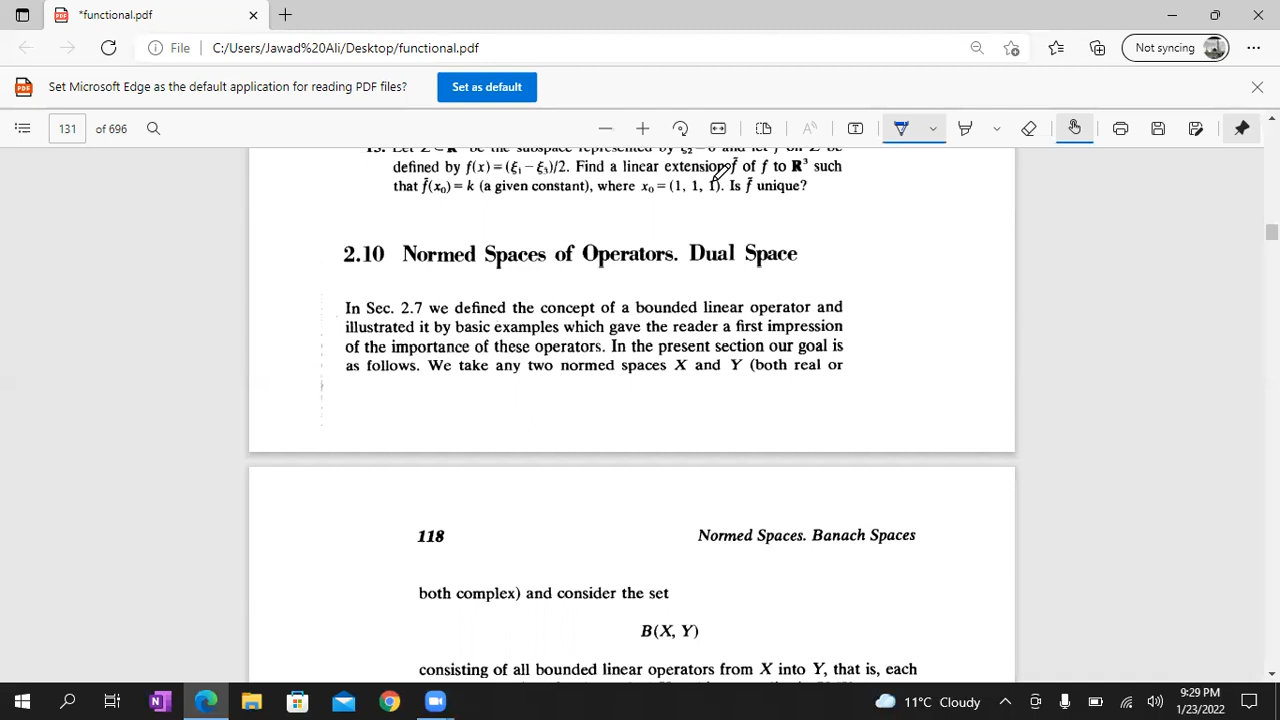 *functional.pdf
File C:/Users/Jawad%20Ali/Desktop/functional.pdf
Not syncing
Set Microsoft Edge as the default application for reading PDF files? Set as default
131 of 696
defined by f(x) = (ξ₁ − ξ₃)/2. Find a linear extension f̃ of f to R³ such
that f̃(x₀) = k (a given constant), where x₀ = (1, 1, 1). Is f̃ unique?
2.10 Normed Spaces of Operators. Dual Space
In Sec. 2.7 we defined the concept of a bounded linear operator and
illustrated it by basic examples which gave the reader a first impression
of the importance of these operators. In the present section our goal is
as follows. We take any two normed spaces X and Y (both real or
118 Normed Spaces. Banach Spaces
both complex) and consider the set
B(X, Y)
consisting of all bounded linear operators from X into Y, that is, each
11°C Cloudy
9:29 PM
1/23/2022